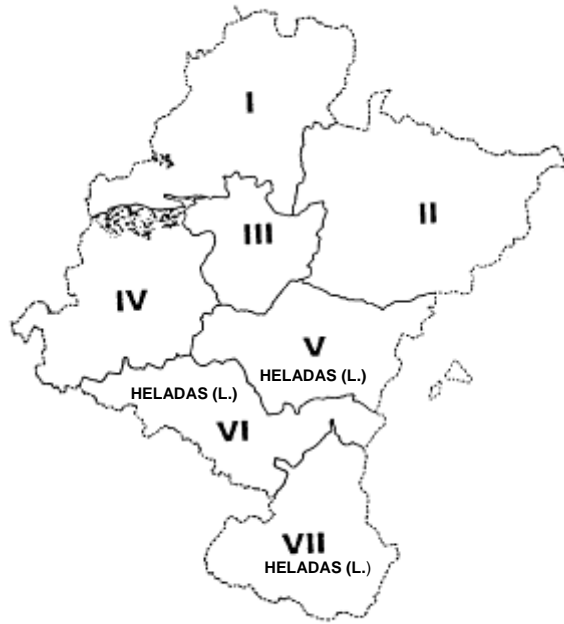 I
II
III
IV
V
HELADAS (L.)
HELADAS (L.)
VI
VII
HELADAS (L.)